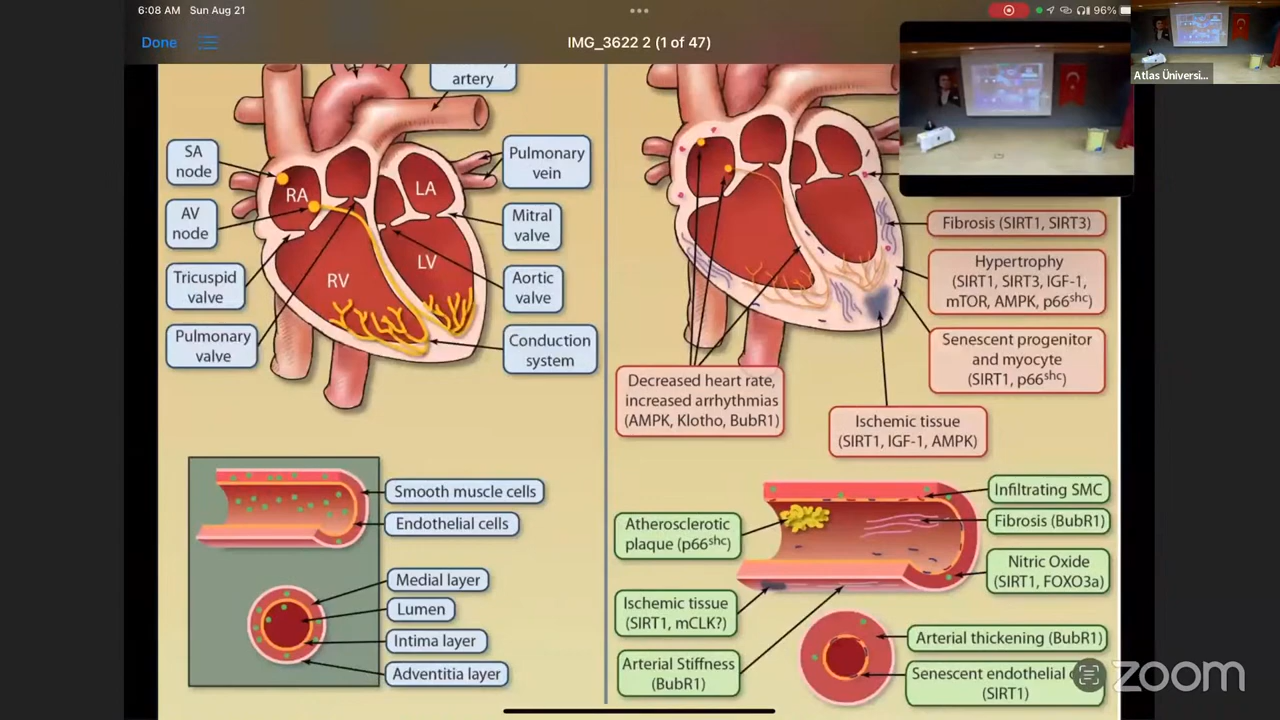 6:08 AM Sun Aug 21
96%
Done
IMG_3622 2 (1 of 47)
Atlas Üniversi...
artery
SA
node
AV
node
Tricuspid
valve
Pulmonary
valve
RA
LA
RV
LV
Pulmonary
vein
Mitral
valve
Aortic
valve
Conduction
system
Smooth muscle cells
Endothelial cells
Medial layer
Lumen
Intima layer
Adventitia layer
Fibrosis (SIRT1, SIRT3)
Hypertrophy
(SIRT1, SIRT3, IGF-1,
mTOR, AMPK, p66shc)
Senescent progenitor
and myocyte
(SIRT1, p66shc)
Decreased heart rate,
increased arrhythmias
(AMPK, Klotho, BubR1)
Ischemic tissue
(SIRT1, IGF-1, AMPK)
Atherosclerotic
plaque (p66shc)
Ischemic tissue
(SIRT1, mCLK?)
Arterial Stiffness
(BubR1)
Infiltrating SMC
Fibrosis (BubR1)
Nitric Oxide
(SIRT1, FOXO3a)
Arterial thickening (BubR1)
Senescent endothelial
(SIRT1)
zoom